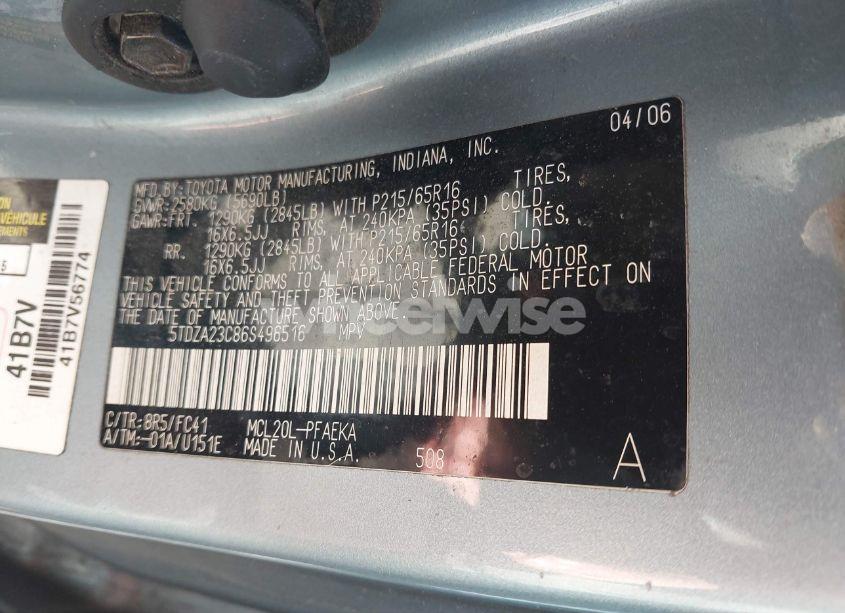 04/06
MFD.BY:TOYOTA MOTOR MANUFACTURING, INDIANA, INC.
GVWR:2580KG (5690LB)
GAWR:FRT. 1290KG (2845LB) WITH P215/65R16 TIRES,
16X6.5JJ RIMS, AT 240KPA (35PSI) COLD.
RR. 1290KG (2845LB) WITH P215/65R16 TIRES,
16X6.5JJ RIMS, AT 240KPA (35PSI) COLD.
THIS VEHICLE CONFORMS TO ALL APPLICABLE FEDERAL MOTOR
VEHICLE SAFETY AND THEFT PREVENTION STANDARDS IN EFFECT ON
THE DATE OF MANUFACTURE SHOWN ABOVE.
5TDZA23C86S496516 MPV
C/TR:8R5/FC41 MCL20L-PFAEKA
A/TM:-01A/U151E MADE IN U.S.A. 508
A
VEHICULE
41B7V
41B7V56774